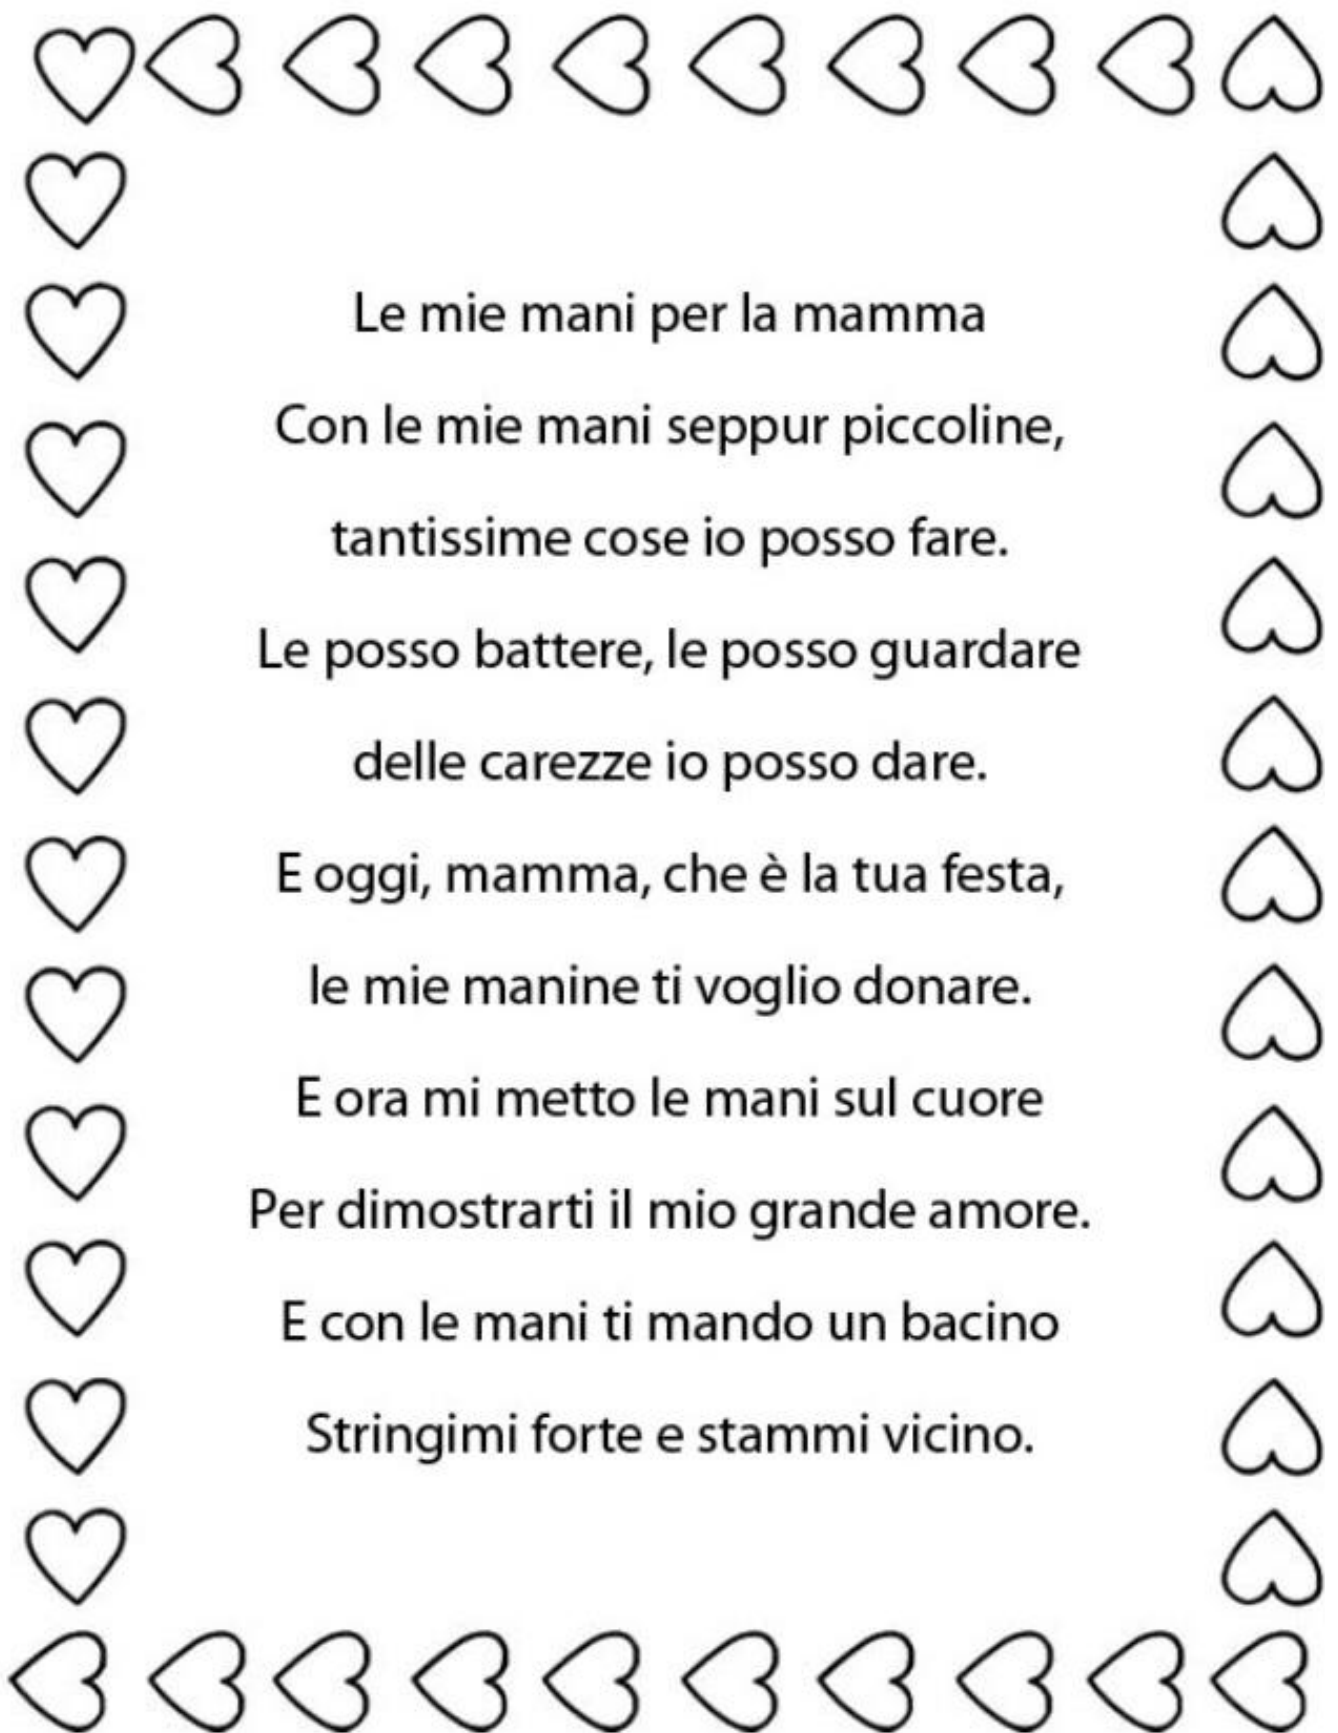 Le mie mani per la mamma
Con le mie mani seppur piccoline,
tantissime cose io posso fare.
Le posso battere, le posso guardare
delle carezze io posso dare.
E oggi, mamma, che è la tua festa,
le mie manine ti voglio donare.
E ora mi metto le mani sul cuore
Per dimostrarti il mio grande amore.
E con le mani ti mando un bacino
Stringimi forte e stammi vicino.